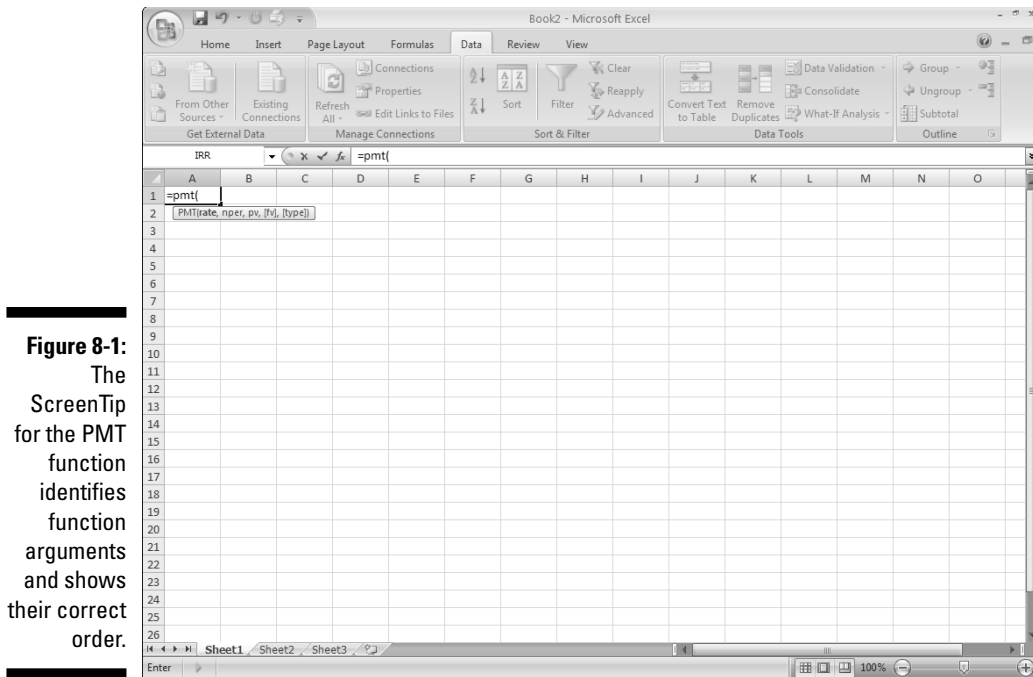 Book2 - Microsoft Excel
Home Insert Page Layout Formulas Data Review View
From Other Sources
Existing Connections
Get External Data
Refresh All
Connections
Properties
Edit Links to Files
Manage Connections
A Z
Z A
Sort
Filter
Clear
Reapply
Advanced
Sort & Filter
Convert Text to Table
Remove Duplicates
Data Validation
Consolidate
What-If Analysis
Data Tools
Group
Ungroup
Subtotal
Outline
IRR fx =pmt(
A B C D E F G H I J K L M N O
1 =pmt(
2 PMT(rate, nper, pv, [fv], [type])
3
4
5
6
7
8
9
10
11
12
13
14
15
16
17
18
19
20
21
22
23
24
25
26
Sheet1 Sheet2 Sheet3
Enter 100%
Figure 8-1:
The
ScreenTip
for the PMT
function
identifies
function
arguments
and shows
their correct
order.